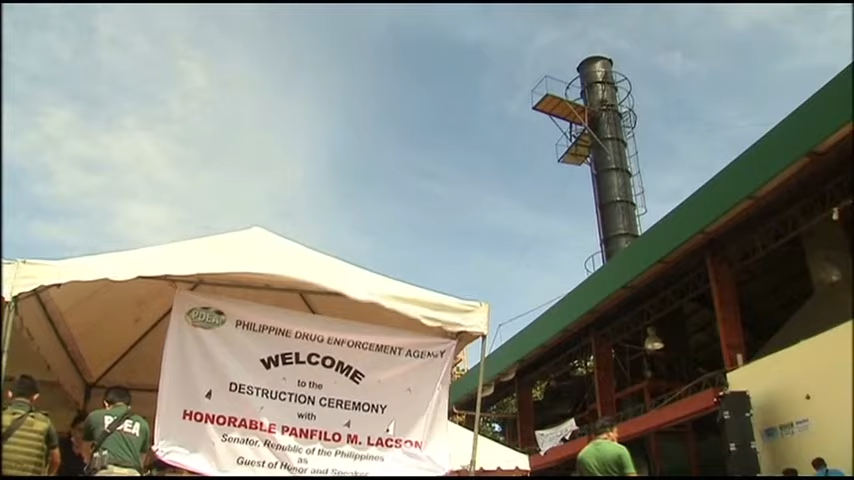 PDEA
PHILIPPINE DRUG ENFORCEMENT AGENCY
WELCOME
to the
DESTRUCTION CEREMONY
with
HONORABLE PANFILO M. LACSON
Senator, Republic of the Philippines
as
Guest of Honor and Speaker
PDEA